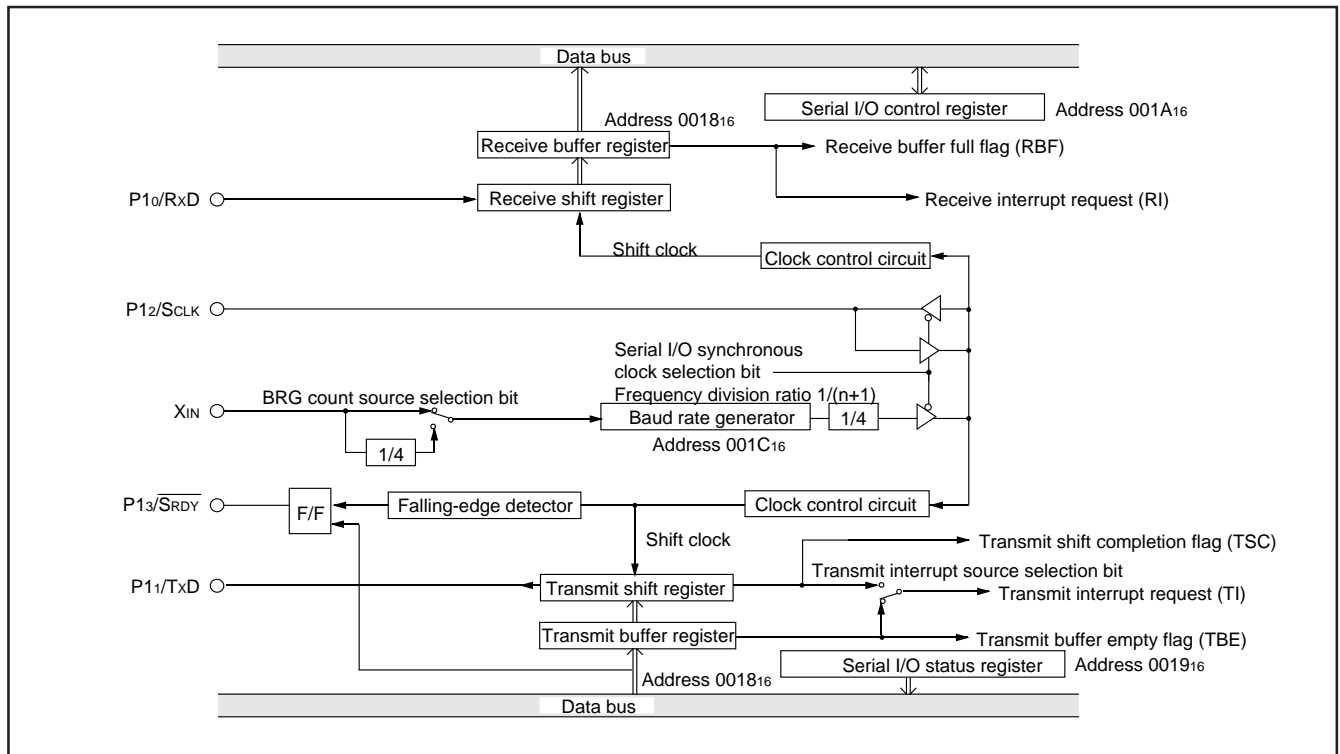 Data bus
Serial I/O control register
Address 001A16
Address 001816
Receive buffer register
Receive buffer full flag (RBF)
P10/RxD
Receive shift register
Receive interrupt request (RI)
Shift clock
Clock control circuit
P12/SCLK
Serial I/O synchronous
clock selection bit
BRG count source selection bit
Frequency division ratio 1/(n+1)
XIN
Baud rate generator
1/4
Address 001C16
1/4
P13/SRDY
F/F
Falling-edge detector
Clock control circuit
Shift clock
Transmit shift completion flag (TSC)
Transmit interrupt source selection bit
P11/TxD
Transmit shift register
Transmit interrupt request (TI)
Transmit buffer register
Transmit buffer empty flag (TBE)
Serial I/O status register
Address 001916
Address 001816
Data bus